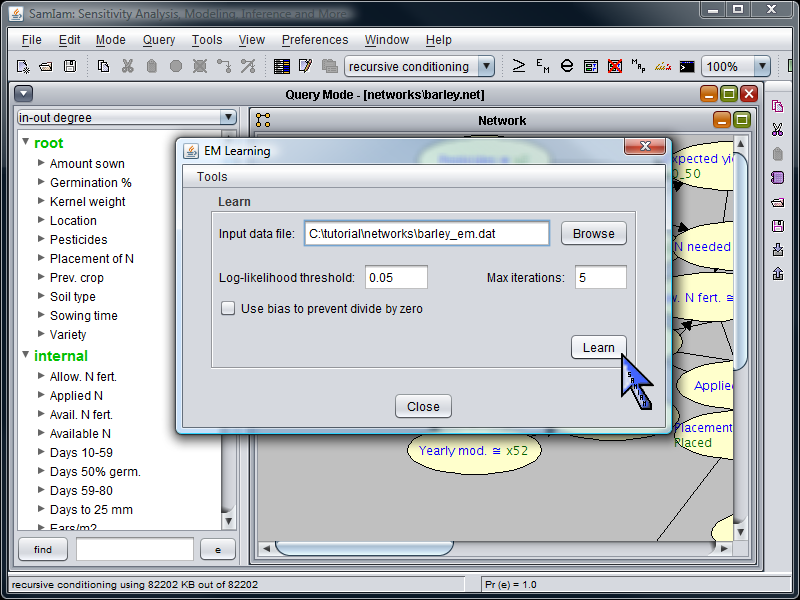 SamIam: Sensitivity Analysis, Modeling, Inference and More
File Edit Mode Query Tools View Preferences Window Help
recursive conditioning
100%
Query Mode - [networks\barley.net]
in-out degree
Network
root
Amount sown
Germination %
Kernel weight
Location
Pesticides
Placement of N
Prev. crop
Soil type
Sowing time
Variety
internal
Allow. N fert.
Applied N
Avail. N fert.
Available N
Days 10-59
Days 50% germ.
Days 59-80
Days to 25 mm
Ears/m2
find
e
EM Learning
Tools
Learn
Input data file: C:\tutorial\networks\barley_em.dat Browse
Log-likelihood threshold: 0.05 Max iterations: 5
Use bias to prevent divide by zero
Learn
Close
xpected yi
0_50
N needed
. N fert. ≅
Applie
Placement
Placed
Yearly mod. ≅ x52
recursive conditioning using 82202 KB out of 82202
Pr (e) = 1.0